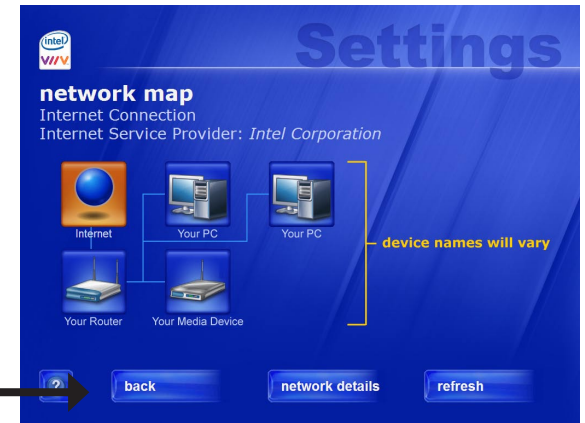 intel
VIIV
Settings
network map
Internet Connection
Internet Service Provider: Intel Corporation
Internet
Your PC
Your PC
device names will vary
Your Router
Your Media Device
?
back
network details
refresh